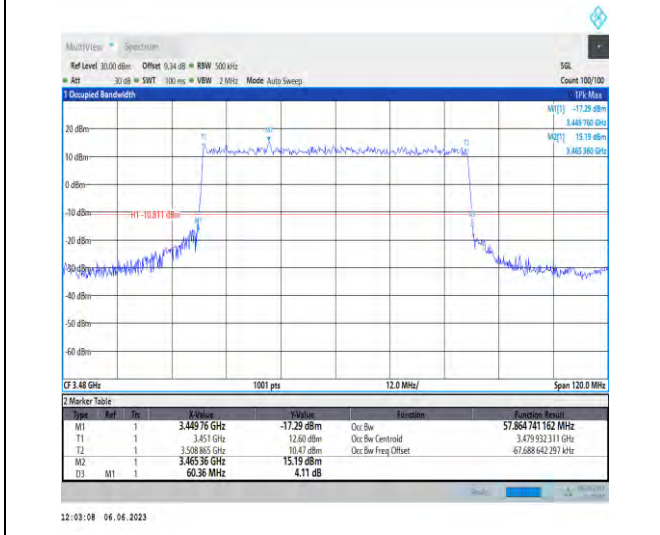 MultiView Spectrum
Ref Level 30.00 dBm Offset 9.34 dB RBW 500 kHz SGL
Att 30 dB SWT 100 ms VBW 2 MHz Mode Auto Sweep Count 100/100
1 Occupied Bandwidth 1Pk Max
M1[1] -17.29 dBm
3.449 760 GHz
M2[1] 15.19 dBm
3.465 360 GHz
20 dBm
10 dBm
0 dBm
-10 dBm
H1 -10.811 dBm
-20 dBm
-30 dBm
-40 dBm
-50 dBm
-60 dBm
T1
M2
T2
M1
D3
CF 3.48 GHz 1001 pts 12.0 MHz/ Span 120.0 MHz
2 Marker Table
Type Ref Trc X-Value Y-Value Function Function Result
M1 1 3.449 76 GHz -17.29 dBm Occ Bw 57.864 741 162 MHz
T1 1 3.451 GHz 12.60 dBm Occ Bw Centroid 3.479 932 311 GHz
T2 1 3.508 865 GHz 10.47 dBm Occ Bw Freq Offset -67.688 642 297 kHz
M2 1 3.465 36 GHz 15.19 dBm
D3 M1 1 60.36 MHz 4.11 dB
12:03:08 06.06.2023